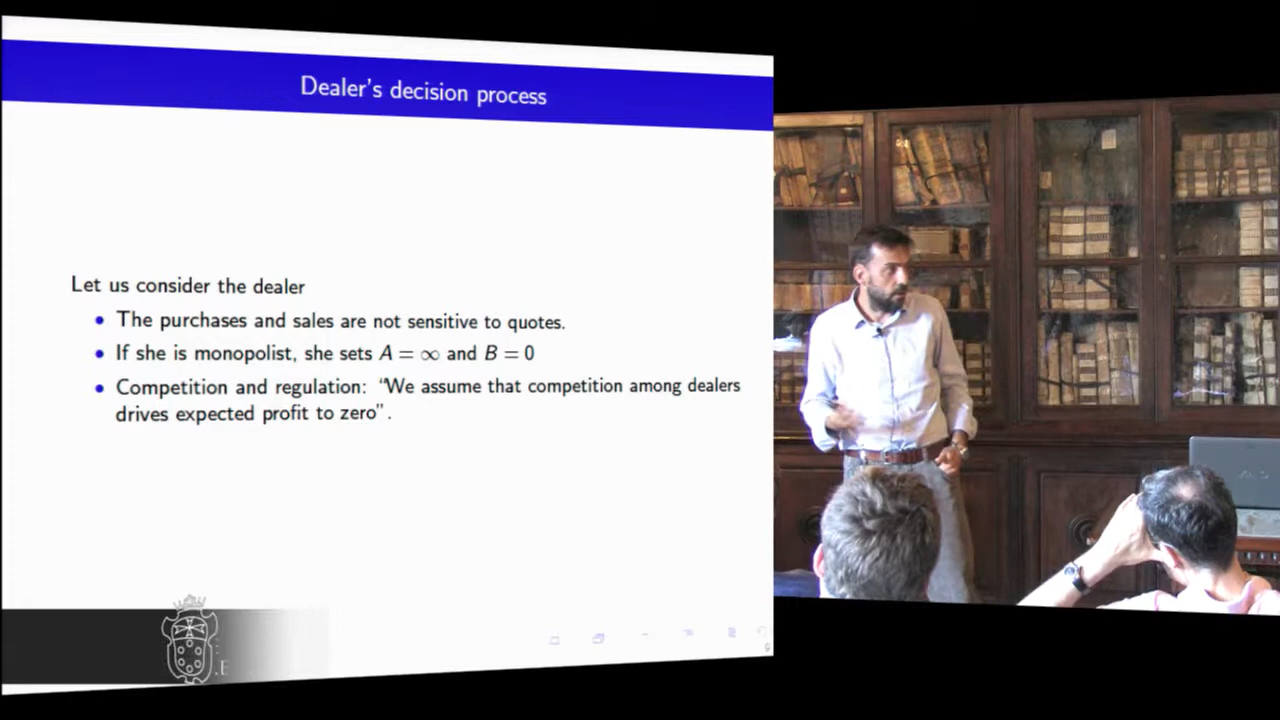 Dealer's decision process
Let us consider the dealer
• The purchases and sales are not sensitive to quotes.
• If she is monopolist, she sets A = ∞ and B = 0
• Competition and regulation: "We assume that competition among dealers
drives expected profit to zero".